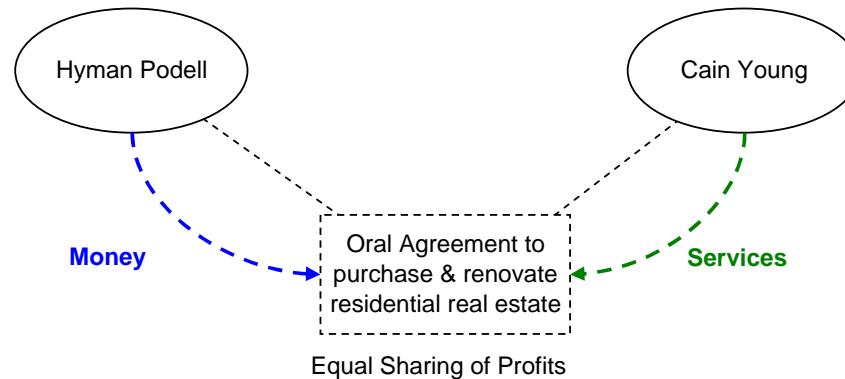 Hyman Podell
Cain Young
Money
Oral Agreement to
purchase & renovate
residential real estate
Services
Equal Sharing of Profits